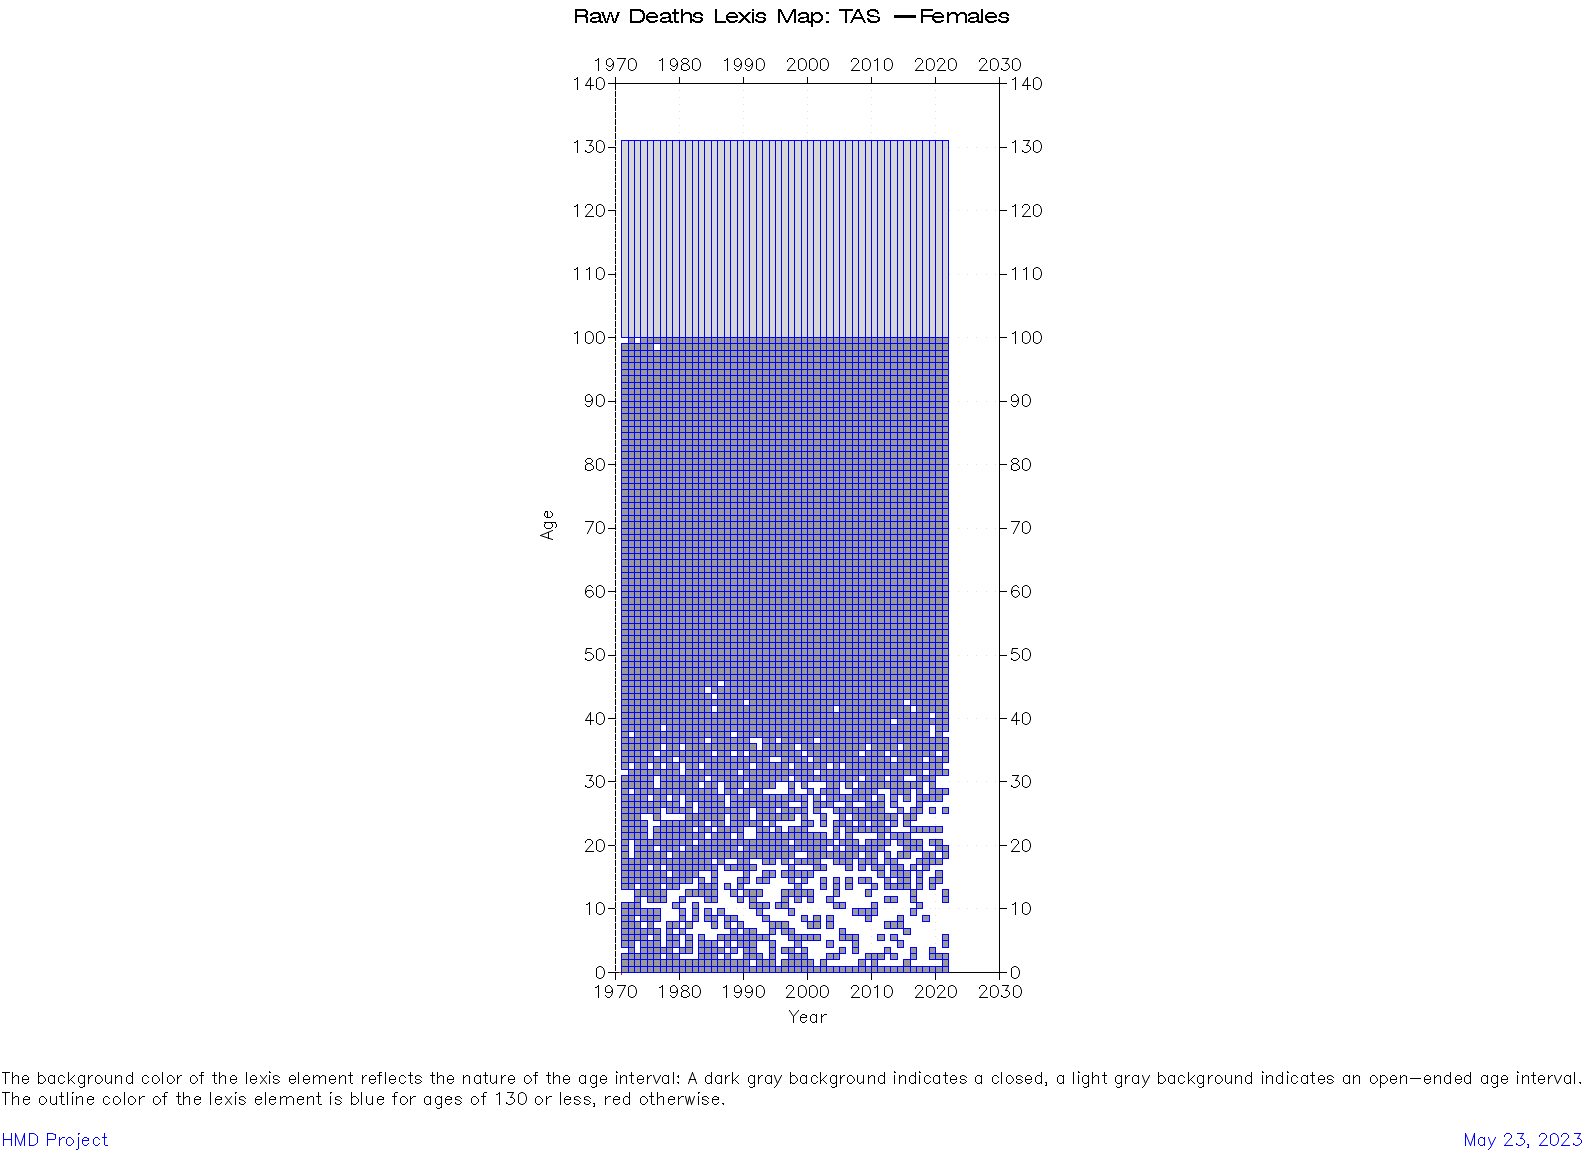 Raw Deaths Lexis Map: TAS —Females
1970 1980 1990 2000 2010 2020 2030
140 140
130 130
120 120
110 110
100 100
90 90
80 80
70 70
60 60
50 50
40 40
30 30
20 20
10 10
0 0
Age
1970 1980 1990 2000 2010 2020 2030
Year
The background color of the lexis element reflects the nature of the age interval: A dark gray background indicates a closed, a light gray background indicates an open–ended age interval.
The outline color of the lexis element is blue for ages of 130 or less, red otherwise.
HMD Project May 23, 2023